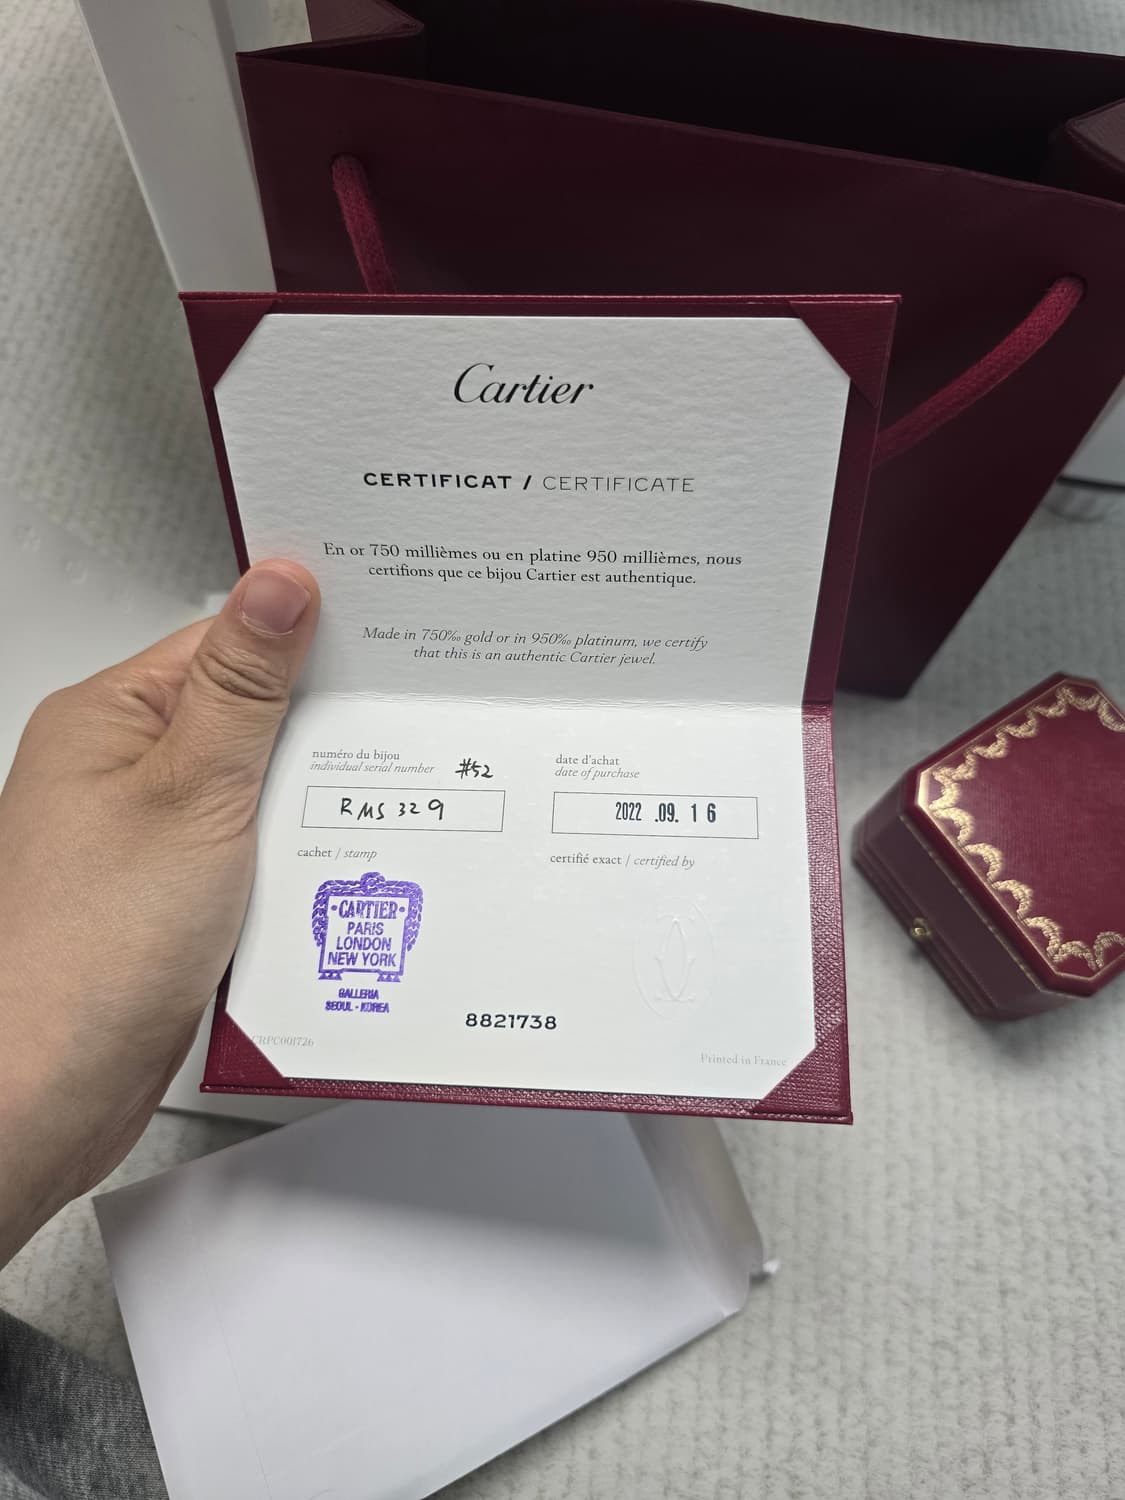 Cartier
CERTIFICAT / CERTIFICATE
En or 750 millièmes ou en platine 950 millièmes, nous
certifions que ce bijou Cartier est authentique.
Made in 750‰ gold or in 950‰ platinum, we certify
that this is an authentic Cartier jewel.
numéro du bijou
individual serial number #52
RMS329
date d'achat
date of purchase
2022 .09. 16
cachet / stamp
certifié exact / certified by
CARTIER
PARIS
LONDON
NEW YORK
GALLERIA
SEOUL - KOREA
8821738
CRPC001726
Printed in France